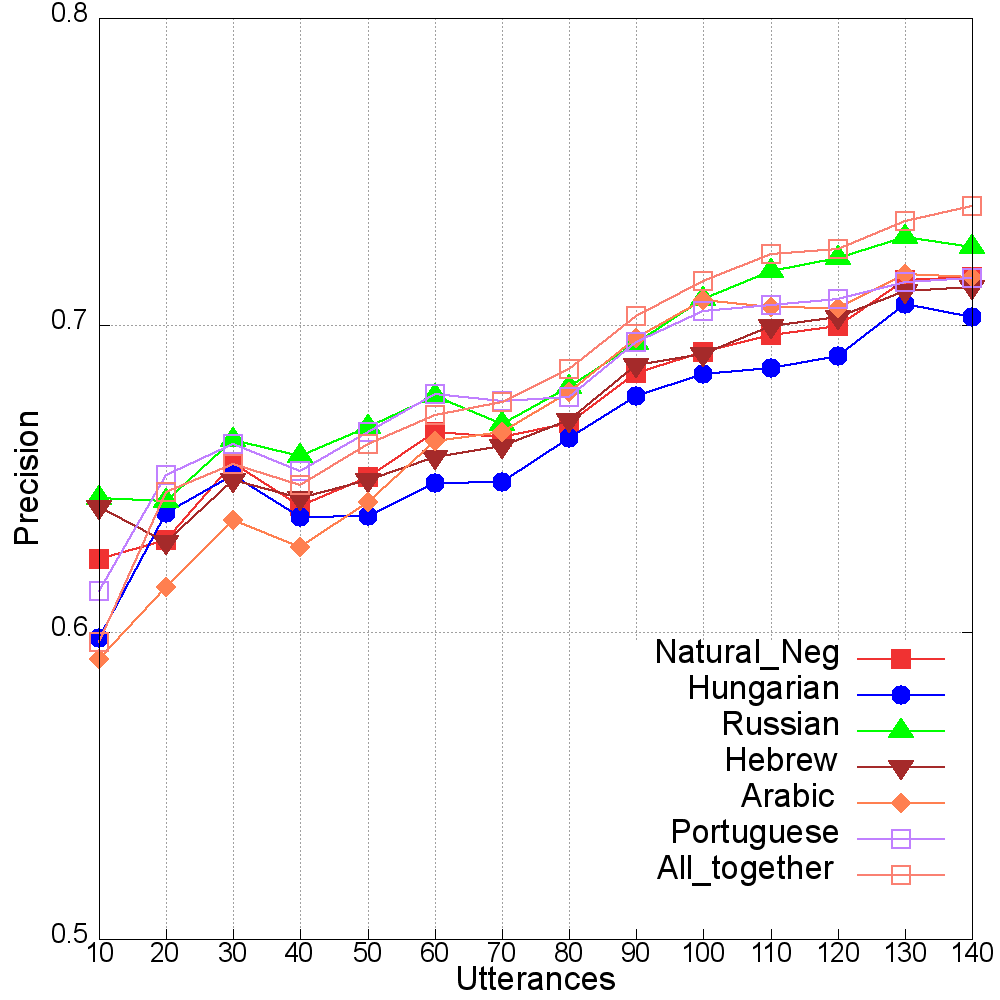 0.8
0.7
0.6
0.5
Precision
10 20 30 40 50 60 70 80 90 100 110 120 130 140
Utterances
Natural_Neg
Hungarian
Russian
Hebrew
Arabic
Portuguese
All_together